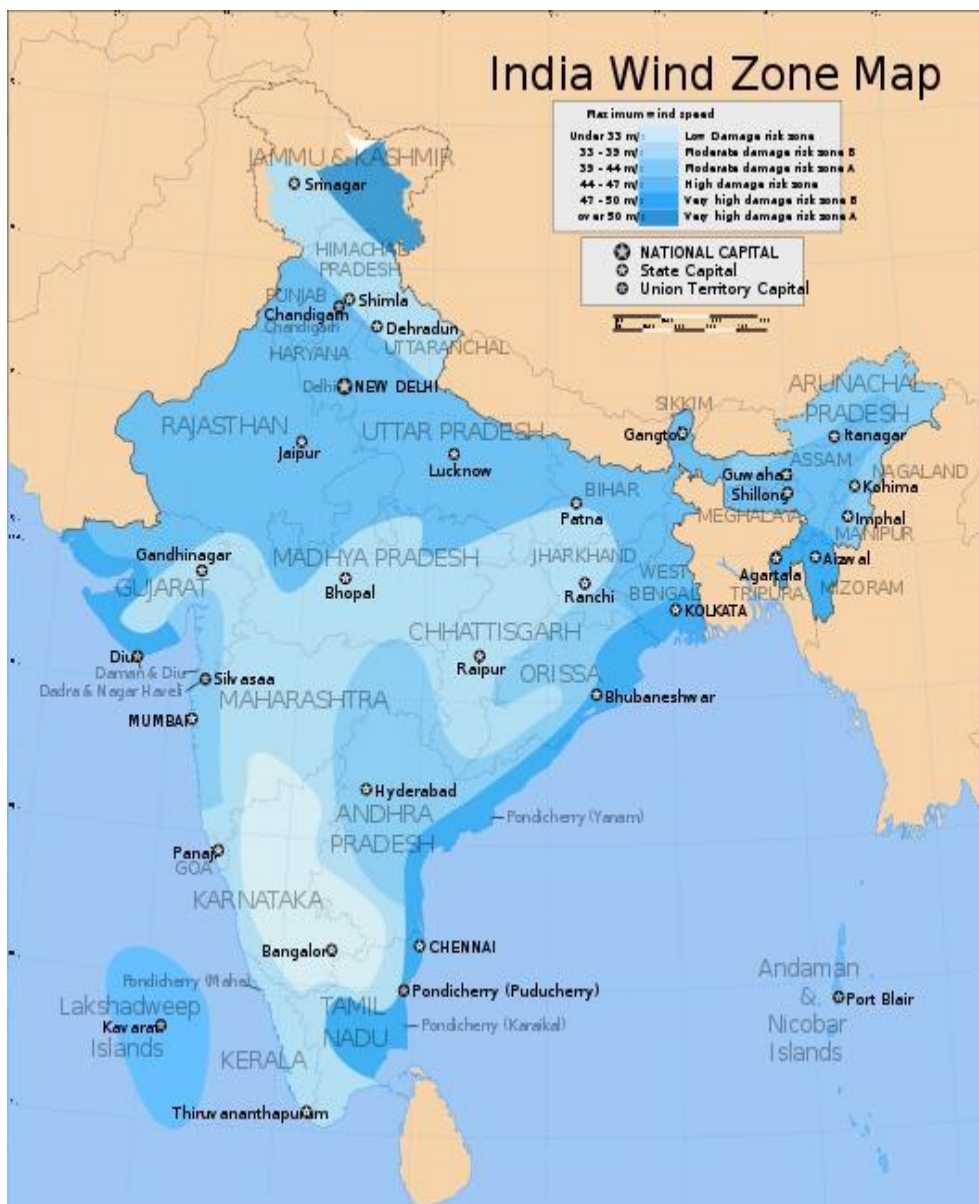 India Wind Zone Map
Maximum wind speed
Under 33 m/s Low Damage risk zone
33 - 39 m/s Moderate damage risk zone B
39 - 44 m/s Moderate damage risk zone A
44 - 47 m/s High damage risk zone
47 - 50 m/s Very high damage risk zone B
over 50 m/s Very high damage risk zone A
NATIONAL CAPITAL
State Capital
Union Territory Capital
JAMMU & KASHMIR
Srinagar
HIMACHAL
PRADESH
PUNJAB
Shimla
Chandigarh
Chandigarh
Dehradun
UTTARANCHAL
HARYANA
Delhi
NEW DELHI
ARUNACHAL
PRADESH
SIKKIM
RAJASTHAN
UTTAR PRADESH
Gangtok
Itanagar
Jaipur
Lucknow
ASSAM
Guwahati
NAGALAND
BIHAR
Shillong
Kohima
Patna
MEGHALAYA
Imphal
MANIPUR
Gandhinagar
MADHYA PRADESH
JHARKHAND
Aizwal
GUJARAT
Bhopal
WEST
BENGAL
Agartala
Ranchi
TRIPURA
MIZORAM
KOLKATA
CHHATTISGARH
Diu
Raipur
ORISSA
Daman & Diu
Silvasaa
Dadra & Nagar Haveli
MAHARASHTRA
Bhubaneshwar
MUMBAI
Hyderabad
ANDHRA
PRADESH
Pondicherry (Yanam)
Panaji
GOA
KARNATAKA
Bangalor
CHENNAI
Pondicherry (Mahe)
Pondicherry (Puducherry)
Andaman
&
Nicobar
Islands
Port Blair
Lakshadweep
Islands
Kavarati
TAMIL
NADU
Pondicherry (Karaikal)
KERALA
Thiruvananthapuram